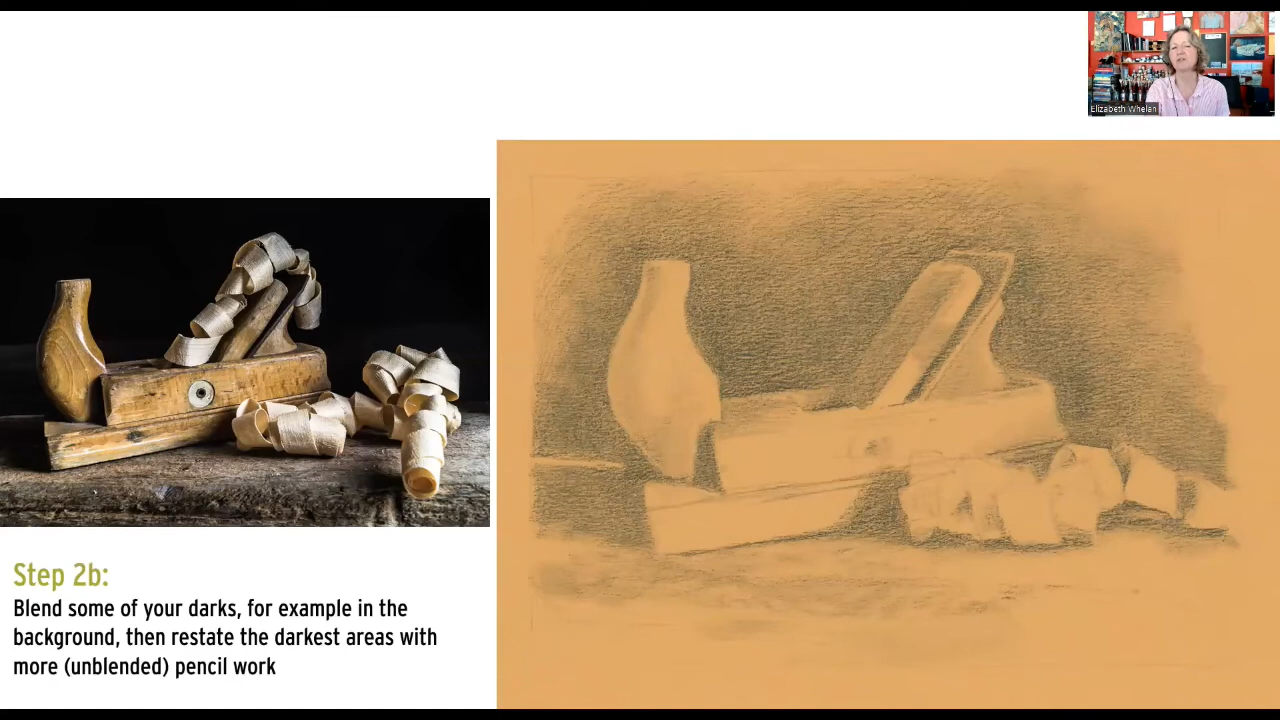 Elizabeth Whelan
Step 2b:
Blend some of your darks, for example in the
background, then restate the darkest areas with
more (unblended) pencil work